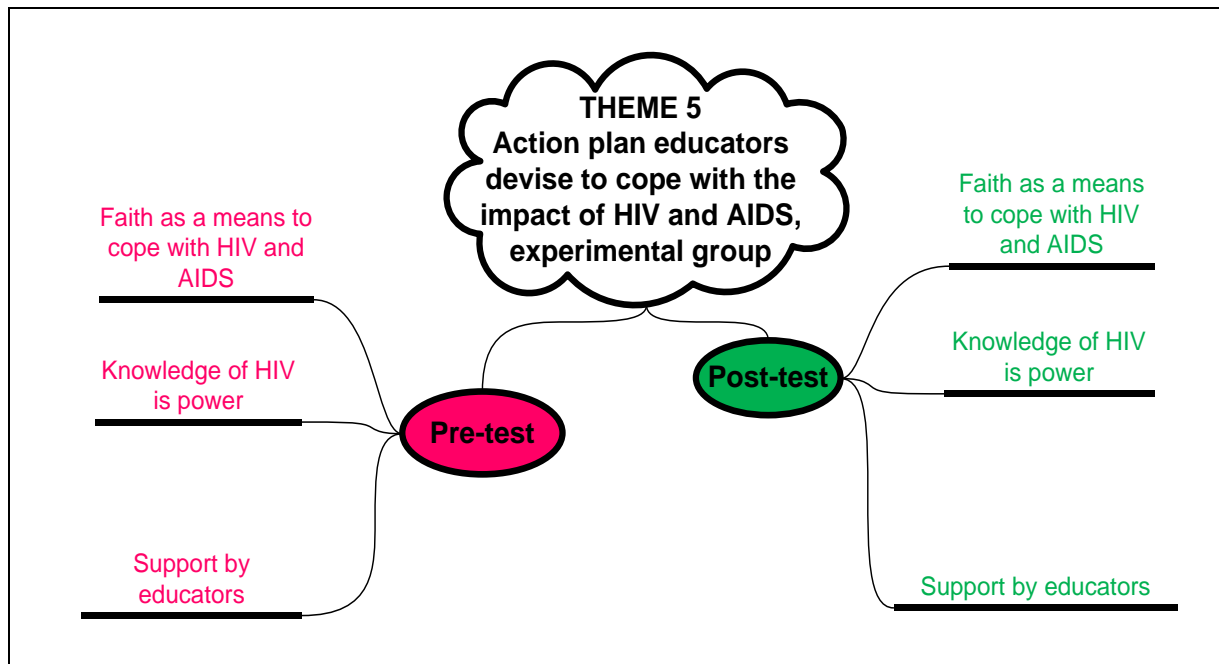 THEME 5
Action plan educators
devise to cope with the
impact of HIV and AIDS,
experimental group
Faith as a means to
cope with HIV and
AIDS
Knowledge of HIV
is power
Pre-test
Support by
educators
Faith as a means
to cope with HIV
and AIDS
Knowledge of HIV
is power
Post-test
Support by educators